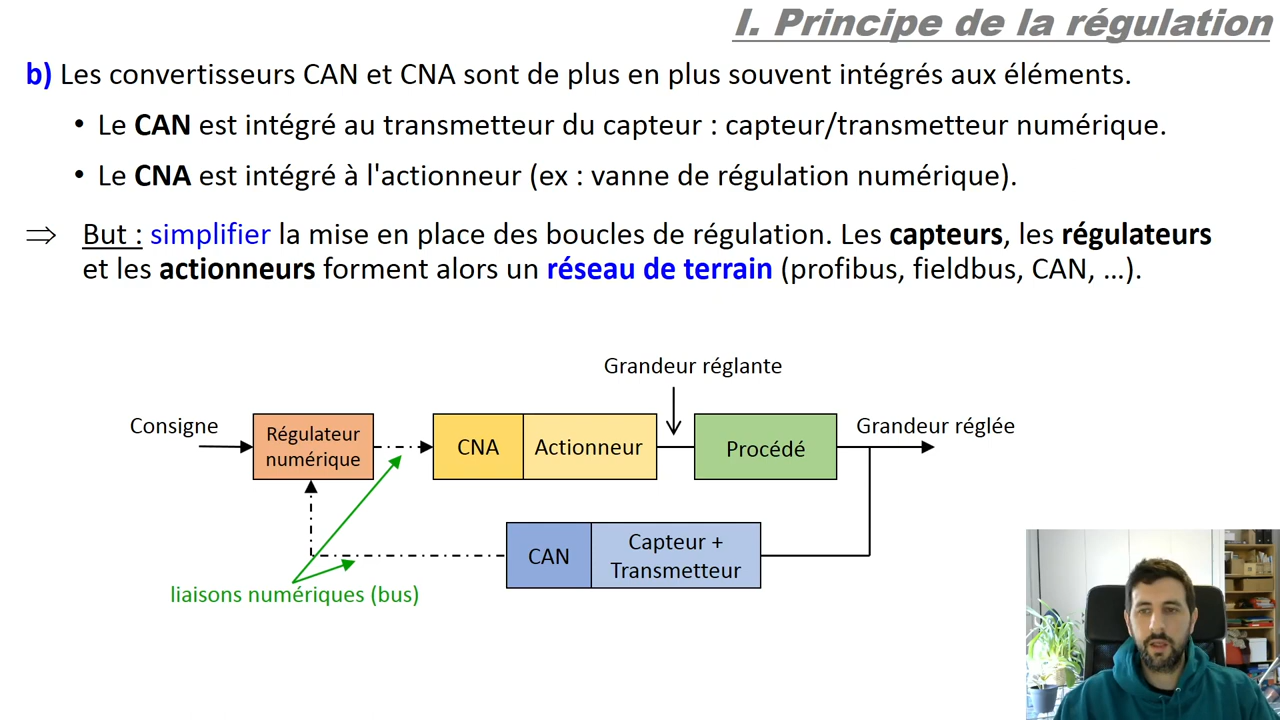 I. Principe de la régulation
b) Les convertisseurs CAN et CNA sont de plus en plus souvent intégrés aux éléments.
• Le CAN est intégré au transmetteur du capteur : capteur/transmetteur numérique.
• Le CNA est intégré à l'actionneur (ex : vanne de régulation numérique).
⇒ But : simplifier la mise en place des boucles de régulation. Les capteurs, les régulateurs
et les actionneurs forment alors un réseau de terrain (profibus, fieldbus, CAN, …).
Grandeur réglante
Consigne
Régulateur
numérique
CNA
Actionneur
Procédé
Grandeur réglée
CAN
Capteur +
Transmetteur
liaisons numériques (bus)